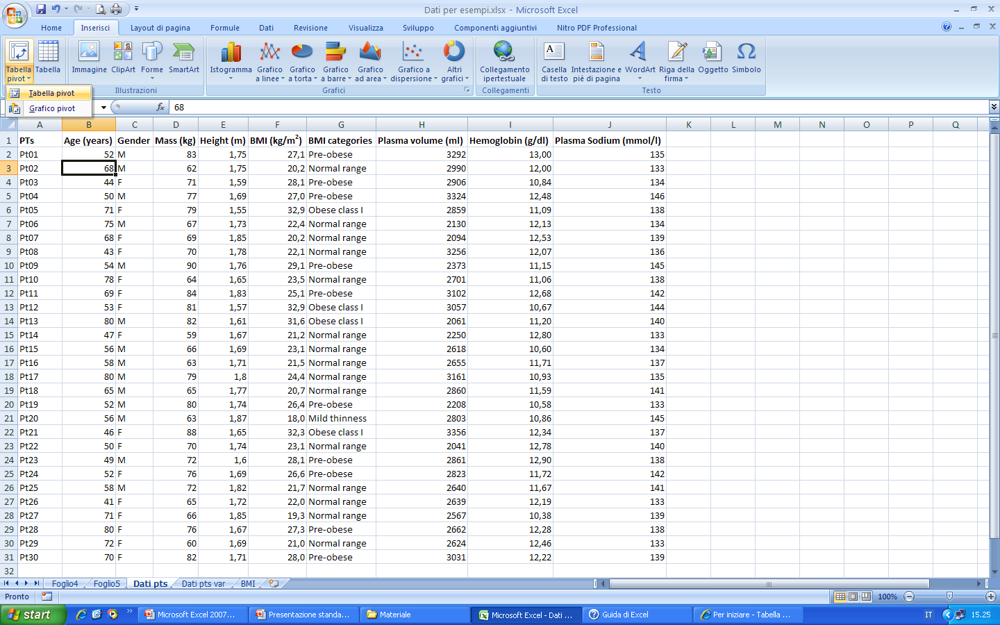 Dati per esempi.xlsx - Microsoft Excel
Home Inserisci Layout di pagina Formule Dati Revisione Visualizza Sviluppo Componenti aggiuntivi Nitro PDF Professional
Tabella pivot Tabella Immagine ClipArt Forme SmartArt Istogramma Grafico a linee Grafico a torta Grafico a barre Grafico ad area Grafico a dispersione Altri grafici Collegamento ipertestuale Casella di testo Intestazione e piè di pagina WordArt Riga della firma Oggetto Simbolo
Illustrazioni Grafici Collegamenti Testo
Tabella pivot
Grafico pivot
fx 68
A B C D E F G H I J K L M N O P Q
1 PTs Age (years) Gender Mass (kg) Height (m) BMI (kg/m²) BMI categories Plasma volume (ml) Hemoglobin (g/dl) Plasma Sodium (mmol/l)
2 Pt01 52 M 83 1,75 27,1 Pre-obese 3292 13,00 135
3 Pt02 68 M 62 1,75 20,2 Normal range 2990 12,00 133
4 Pt03 44 F 71 1,59 28,1 Pre-obese 2906 10,84 134
5 Pt04 50 M 77 1,69 27,0 Pre-obese 3324 12,48 146
6 Pt05 71 F 79 1,55 32,9 Obese class I 2859 11,09 138
7 Pt06 75 M 67 1,73 22,4 Normal range 2130 12,13 134
8 Pt07 68 F 69 1,85 20,2 Normal range 2094 12,53 139
9 Pt08 43 F 70 1,78 22,1 Normal range 3256 12,07 136
10 Pt09 54 M 90 1,76 29,1 Pre-obese 2373 11,15 145
11 Pt10 78 F 64 1,65 23,5 Normal range 2701 11,06 138
12 Pt11 69 F 84 1,83 25,1 Pre-obese 3102 12,68 142
13 Pt12 53 F 81 1,57 32,9 Obese class I 3057 10,67 144
14 Pt13 80 M 82 1,61 31,6 Obese class I 2061 11,20 140
15 Pt14 47 F 59 1,67 21,2 Normal range 2250 12,80 133
16 Pt15 56 M 66 1,69 23,1 Normal range 2618 10,60 134
17 Pt16 58 M 63 1,71 21,5 Normal range 2655 11,71 137
18 Pt17 80 M 79 1,8 24,4 Normal range 3161 10,93 135
19 Pt18 65 M 65 1,77 20,7 Normal range 2860 11,59 141
20 Pt19 52 M 80 1,74 26,4 Pre-obese 2208 10,58 133
21 Pt20 56 M 63 1,87 18,0 Mild thinness 2803 10,86 145
22 Pt21 46 F 88 1,65 32,3 Obese class I 3356 12,34 137
23 Pt22 50 F 70 1,74 23,1 Normal range 2041 12,78 140
24 Pt23 49 M 72 1,6 28,1 Pre-obese 2861 12,90 138
25 Pt24 52 F 76 1,69 26,6 Pre-obese 2823 11,72 142
26 Pt25 58 M 72 1,82 21,7 Normal range 2640 11,67 141
27 Pt26 41 F 65 1,72 22,0 Normal range 2639 12,19 133
28 Pt27 71 F 66 1,85 19,3 Normal range 2567 10,38 139
29 Pt28 80 F 76 1,67 27,3 Pre-obese 2662 12,28 138
30 Pt29 72 F 60 1,69 21,0 Normal range 2624 12,46 133
31 Pt30 70 F 82 1,71 28,0 Pre-obese 3031 12,22 139
32
Foglio4 Foglio5 Dati pts Dati pts var BMI
Pronto 100%
start Microsoft Excel 2007... Presentazione standa... Materiale Microsoft Excel - Dati ... Guida di Excel Per iniziare - Tabella ... IT 15.25